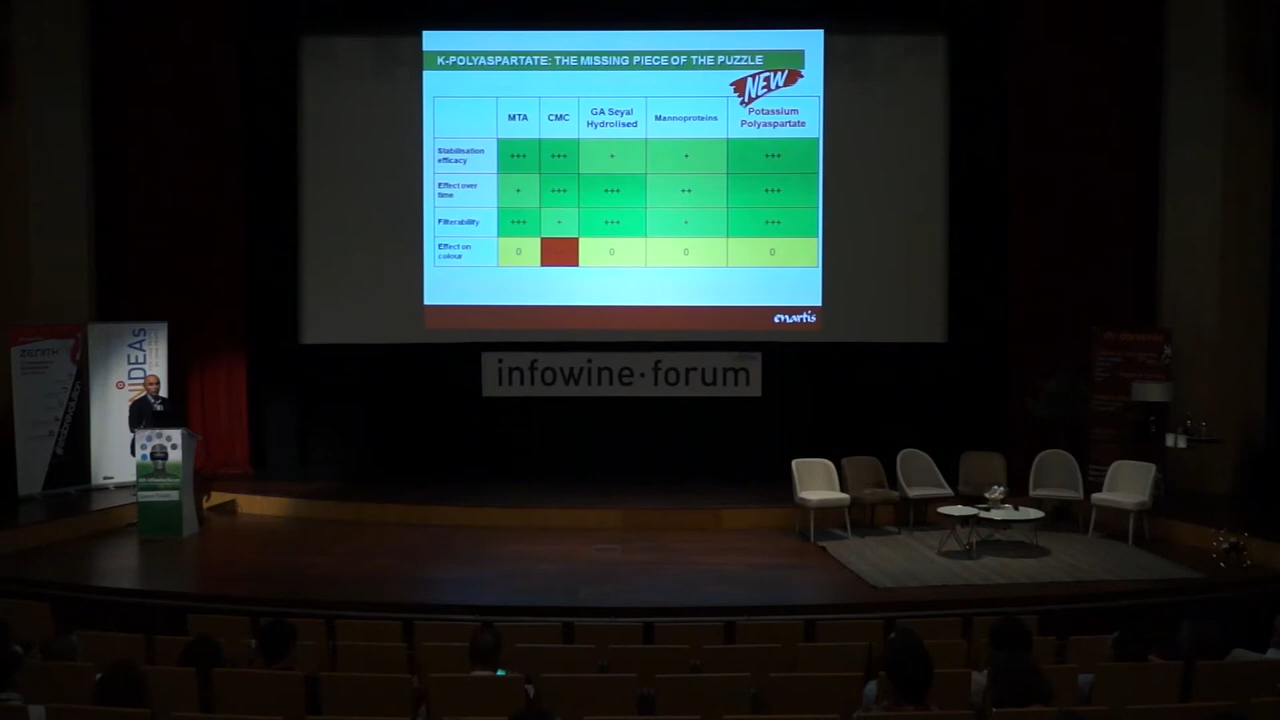 K-POLYASPARTATE: THE MISSING PIECE OF THE PUZZLE
NEW
MTA CMC GA Seyal Hydrolised Mannoproteins Potassium Polyaspartate
Stabilisation efficacy +++ +++ + + +++
Effect over time + +++ +++ ++ +++
Filterability +++ + +++ + +++
Effect on colour 0 0 0 0
enartis
infowine·forum
ZENITH